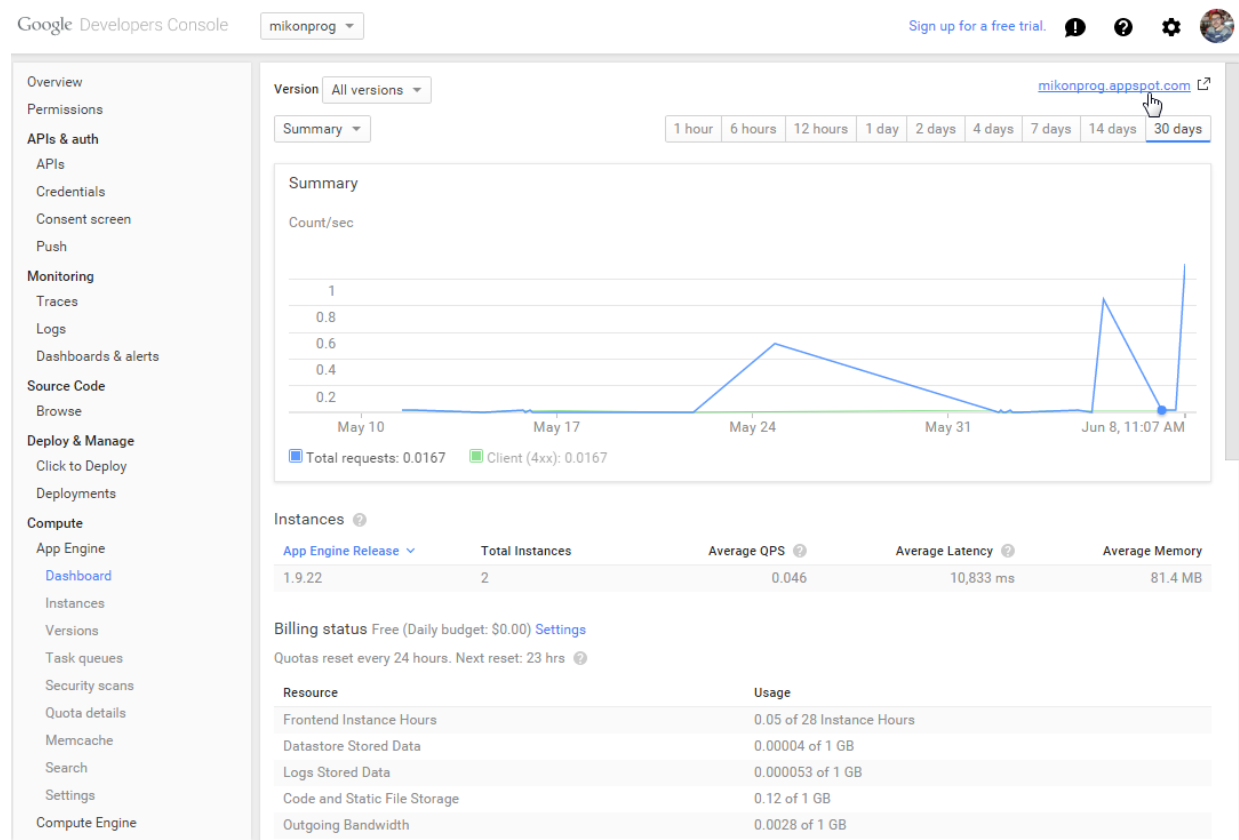 Google Developers Console
mikonprog
Sign up for a free trial.
Overview
Permissions
APIs & auth
APIs
Credentials
Consent screen
Push
Monitoring
Traces
Logs
Dashboards & alerts
Source Code
Browse
Deploy & Manage
Click to Deploy
Deployments
Compute
App Engine
Dashboard
Instances
Versions
Task queues
Security scans
Quota details
Memcache
Search
Settings
Compute Engine
Version All versions
mikonprog.appspot.com
Summary
1 hour 6 hours 12 hours 1 day 2 days 4 days 7 days 14 days 30 days
Summary
Count/sec
1
0.8
0.6
0.4
0.2
May 10 May 17 May 24 May 31 Jun 8, 11:07 AM
Total requests: 0.0167 Client (4xx): 0.0167
Instances ?
App Engine Release Total Instances Average QPS ? Average Latency ? Average Memory
1.9.22 2 0.046 10,833 ms 81.4 MB
Billing status Free (Daily budget: $0.00) Settings
Quotas reset every 24 hours. Next reset: 23 hrs ?
Resource Usage
Frontend Instance Hours 0.05 of 28 Instance Hours
Datastore Stored Data 0.00004 of 1 GB
Logs Stored Data 0.000053 of 1 GB
Code and Static File Storage 0.12 of 1 GB
Outgoing Bandwidth 0.0028 of 1 GB